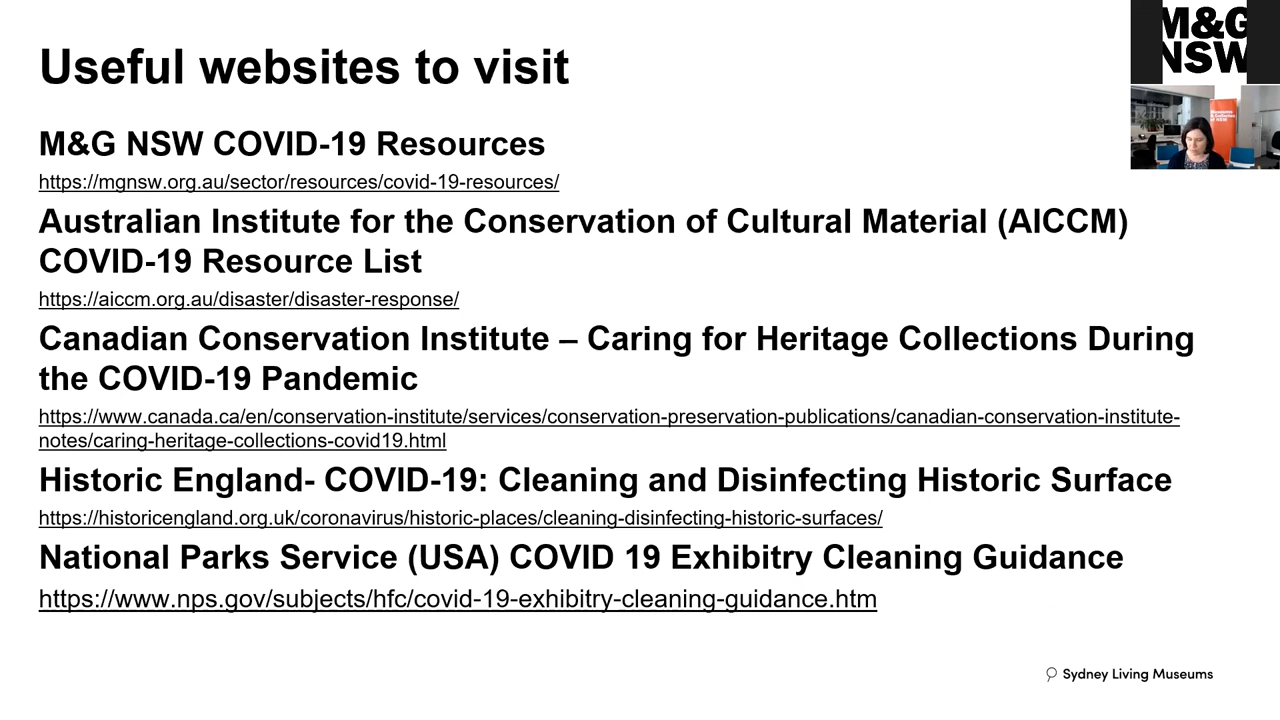 Useful websites to visit
M&G
NSW
M&G NSW COVID-19 Resources
https://mgnsw.org.au/sector/resources/covid-19-resources/
Australian Institute for the Conservation of Cultural Material (AICCM)
COVID-19 Resource List
https://aiccm.org.au/disaster/disaster-response/
Canadian Conservation Institute – Caring for Heritage Collections During
the COVID-19 Pandemic
https://www.canada.ca/en/conservation-institute/services/conservation-preservation-publications/canadian-conservation-institute-
notes/caring-heritage-collections-covid19.html
Historic England- COVID-19: Cleaning and Disinfecting Historic Surface
https://historicengland.org.uk/coronavirus/historic-places/cleaning-disinfecting-historic-surfaces/
National Parks Service (USA) COVID 19 Exhibitry Cleaning Guidance
https://www.nps.gov/subjects/hfc/covid-19-exhibitry-cleaning-guidance.htm
Sydney Living Museums